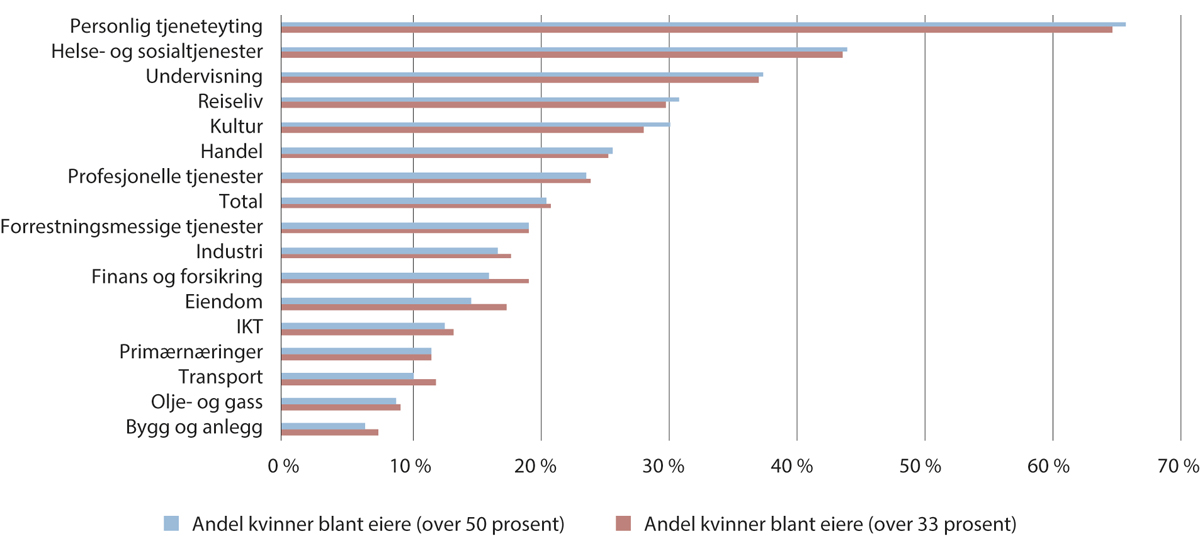 Personlig tjeneteyting
Helse- og sosialtjenester
Undervisning
Reiseliv
Kultur
Handel
Profesjonelle tjenester
Total
Forrestningsmessige tjenester
Industri
Finans og forsikring
Eiendom
IKT
Primærnæringer
Transport
Olje- og gass
Bygg og anlegg
0 % 10 % 20 % 30 % 40 % 50 % 60 % 70 %
Andel kvinner blant eiere (over 50 prosent) Andel kvinner blant eiere (over 33 prosent)